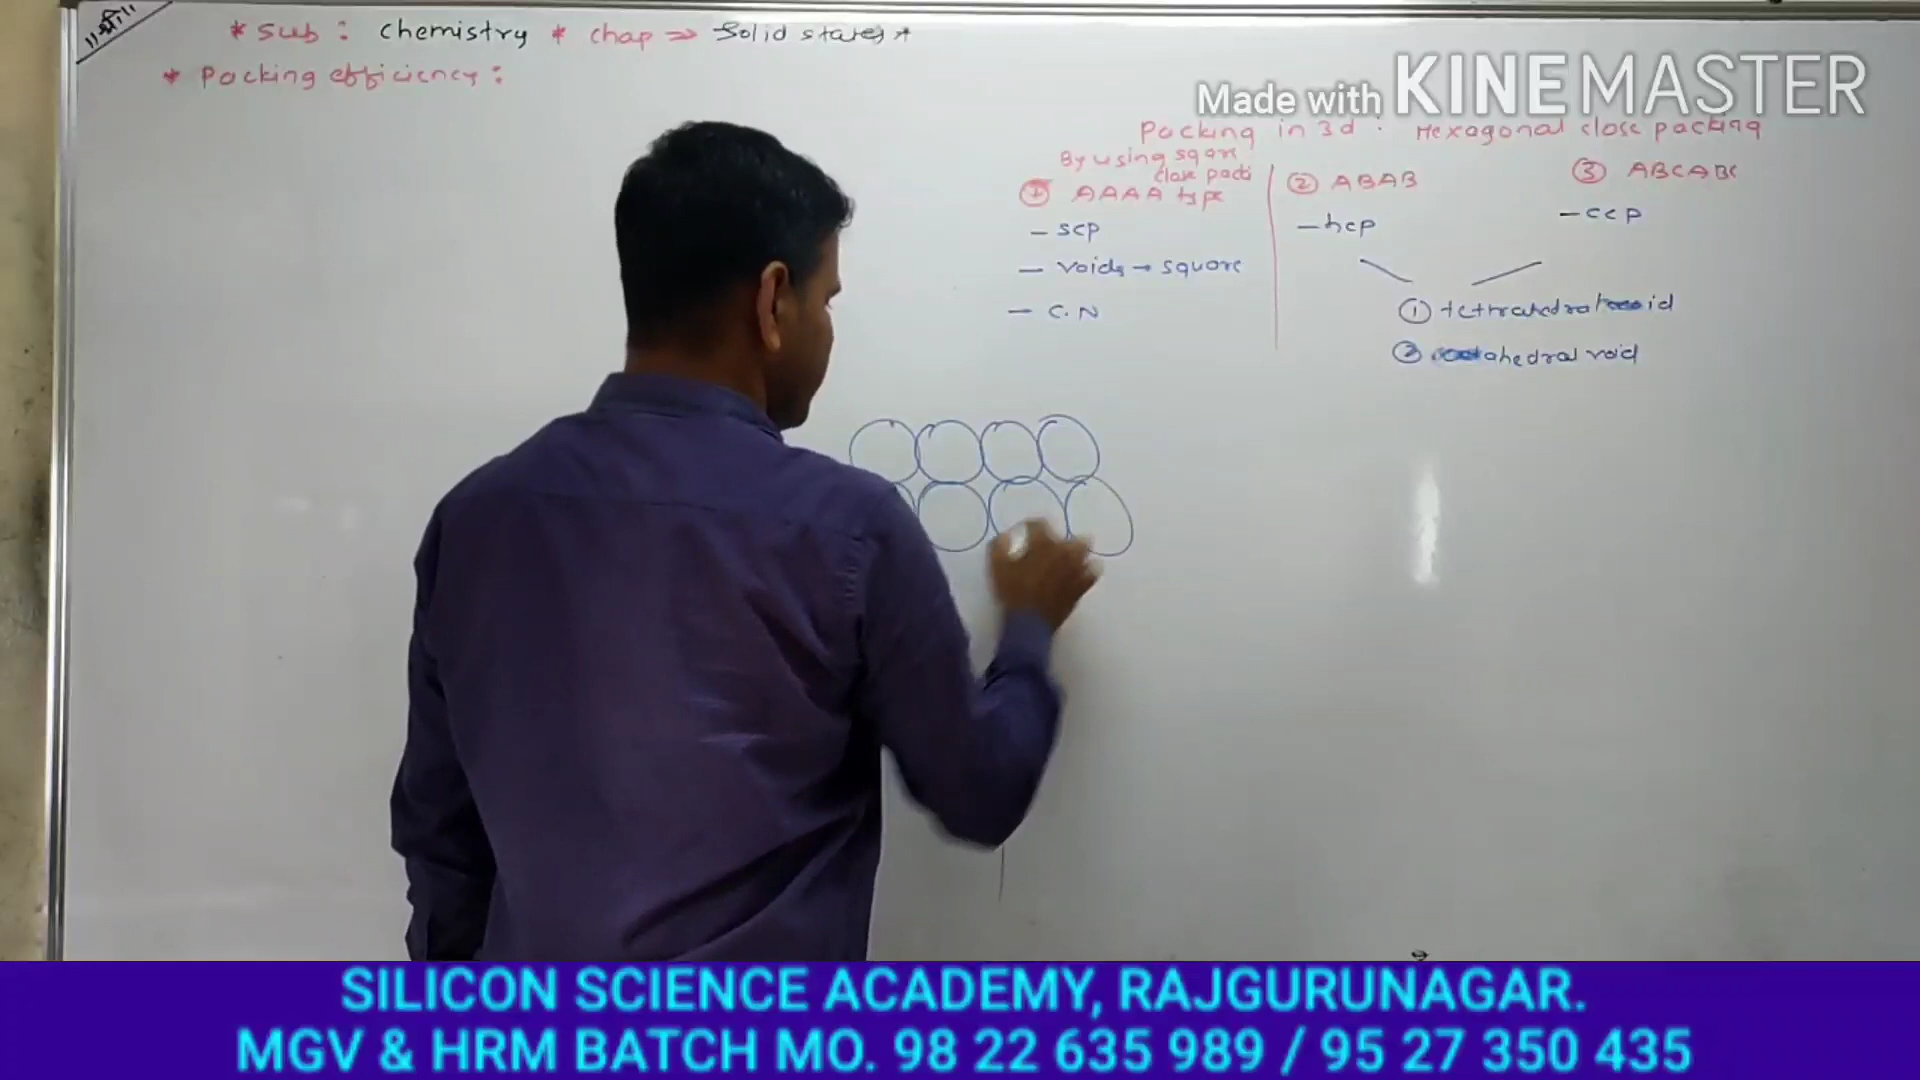 ॥श्री॥
* Sub : chemistry * chap ⇒ Solid states *
* Packing efficiency :
Made with KINEMASTER
Packing in 3d : Hexagonal close packing
By using sqare
close pack
① AAAA type
- scp
- Voids → square
- C.N
② ABAB
- hcp
③ ABCABC
- ccp
① tetrahedral void
② octahedral void
SILICON SCIENCE ACADEMY, RAJGURUNAGAR.
MGV & HRM BATCH MO. 98 22 635 989 / 95 27 350 435